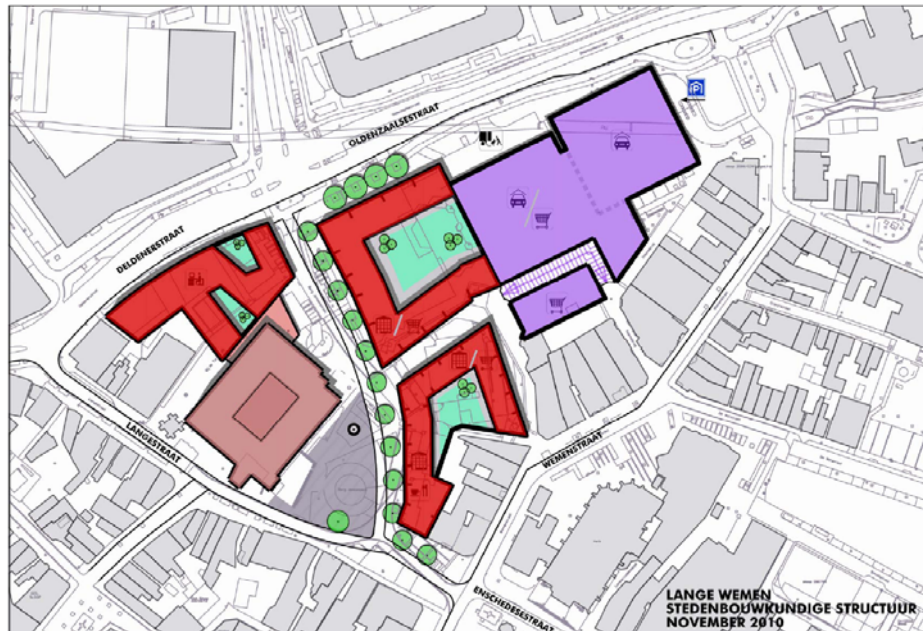 OLDENZAALSESTRAAT
P
DELDENERSTRAAT
LANGESTRAAT
WEMENSTRAAT
ENSCHEDESESTRAAT
LANGE WEMEN
STEDENBOUWKUNDIGE STRUCTUUR
NOVEMBER 2010